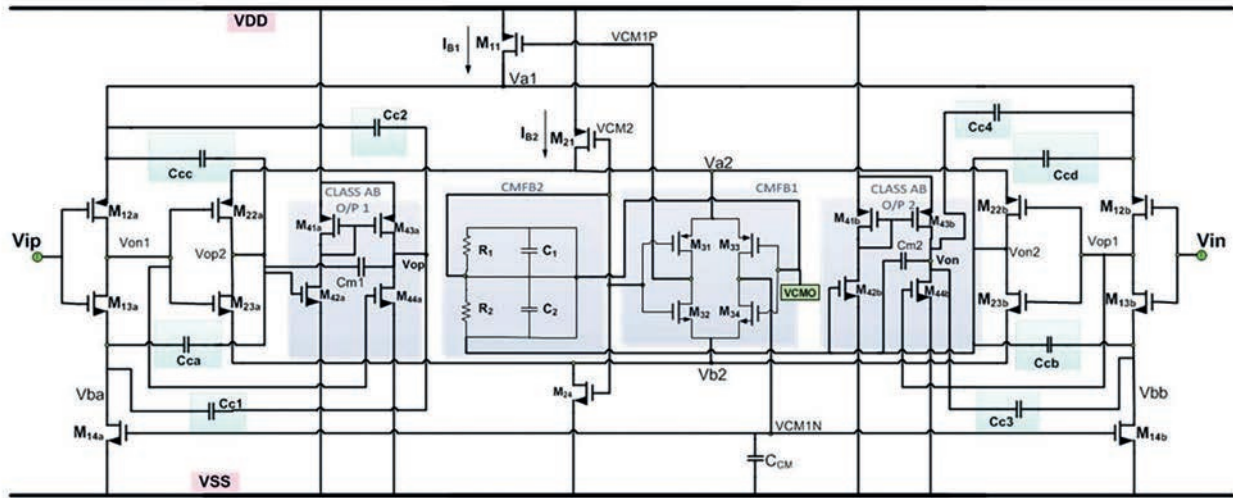 VDD
I_B1
M11
VCM1P
Va1
Cc2
Cc4
Ccc
I_B2
M21
VCM2
Va2
Ccd
CLASS AB
O/P 1
CMFB2
CMFB1
CLASS AB
O/P 2
M12a
M22a
M41a
M43a
R1
C1
M31
M33
M41b
M43b
M22b
M12b
Vip
Von1
Vop2
Vop
Cm1
Cm2
Von
Von2
Vop1
Vin
VCMO
M13a
M23a
M42a
M44a
R2
C2
M32
M34
M42b
M44b
M23b
M13b
Cca
Ccb
Vba
Vb2
Vbb
M24
Cc1
Cc3
M14a
VCM1N
M14b
C_CM
VSS